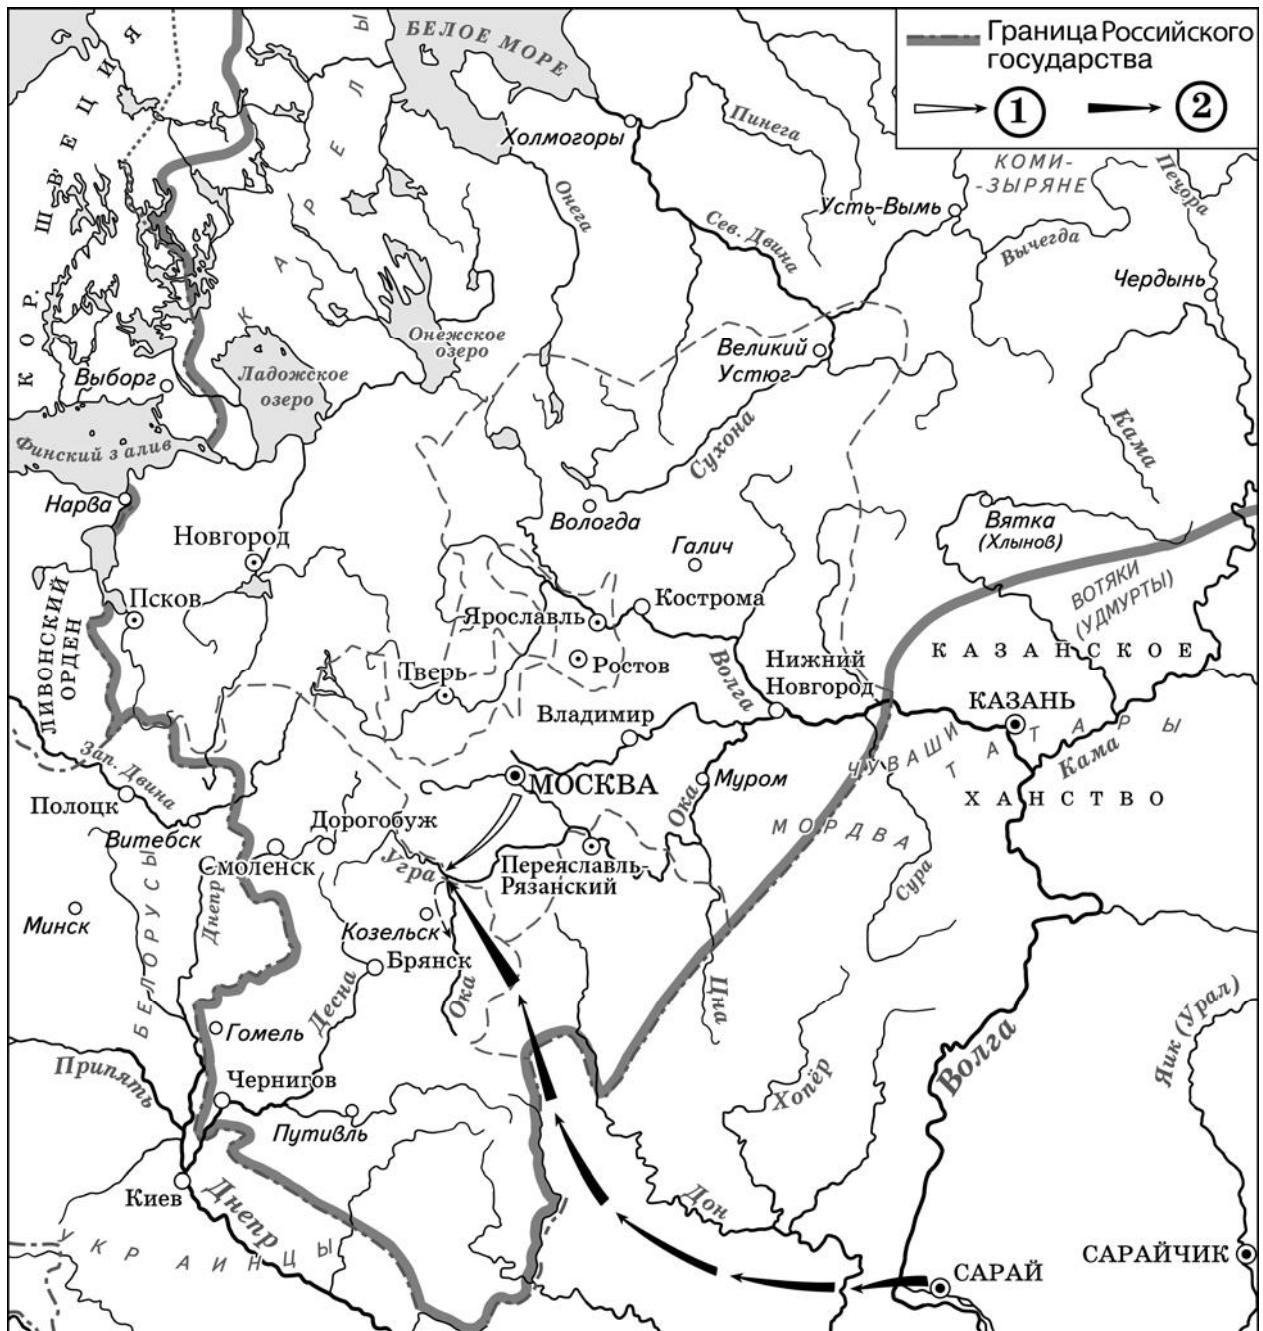 БЕЛОЕ МОРЕ
Граница Российского
государства
1
2
КОР. ШВЕЦИЯ
КАРЕЛЫ
Холмогоры
Пинега
КОМИ-
-ЗЫРЯНЕ
Печора
Онега
Усть-Вымь
Сев. Двина
Вычегда
Чердынь
Онежское
озеро
Великий
Устюг
Выборг
Ладожское
озеро
Финский залив
Сухона
Кама
Нарва
Вологда
Вятка
(Хлынов)
Новгород
Галич
ВОТЯКИ
(УДМУРТЫ)
ЛИВОНСКИЙ
ОРДЕН
Псков
Ярославль
Кострома
КАЗАНСКОЕ
Тверь
Ростов
Волга
Нижний
Новгород
КАЗАНЬ
Владимир
ТАТАРЫ
ЧУВАШИ
Кама
Зап. Двина
МОСКВА
Муром
Ока
ХАНСТВО
Полоцк
Витебск
Дорогобуж
МОРДВА
Смоленск
Угра
Переяславль-
Рязанский
Сура
Минск
Днепр
БЕЛОРУСЫ
Козельск
Брянск
Ока
Цна
Десна
Гомель
Волга
Яик (Урал)
Припять
Чернигов
Хопёр
Путивль
Киев
Днепр
Дон
УКРАИНЦЫ
САРАЙ
САРАЙЧИК